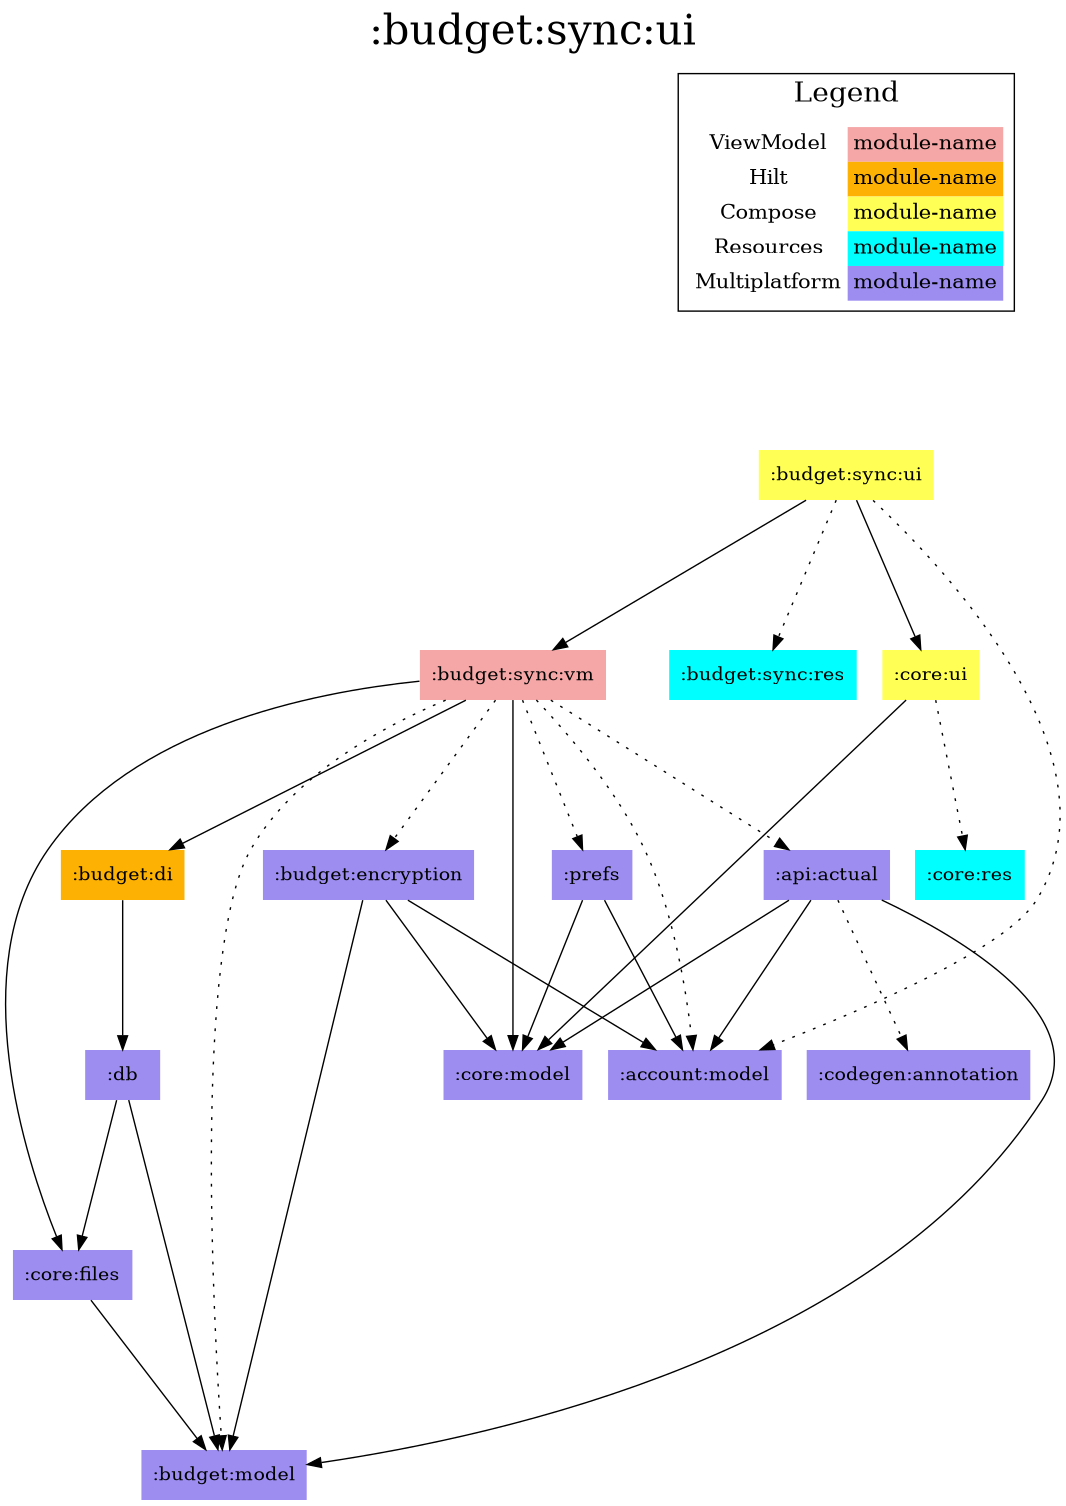 :budget:sync:ui
Legend
ViewModel module-name
Hilt module-name
Compose module-name
Resources module-name
Multiplatform module-name
:budget:sync:ui
:budget:sync:vm :budget:sync:res :core:ui
:budget:di :budget:encryption :prefs :api:actual :core:res
:db :core:model :account:model :codegen:annotation
:core:files
:budget:model